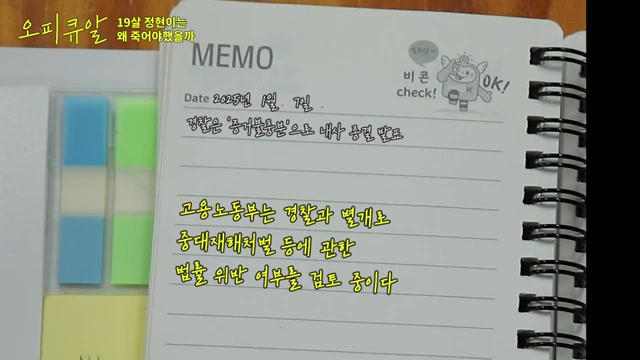 오피큐알
19살 정현이는
왜 죽어야했을까
MEMO
비콘
check!
OK!
Date 2025년 1월 7일.
경찰은 '증거불충분'으로 내사 종결 발표
고용노동부는 경찰과 별개로
중대재해처벌 등에 관한
법률 위반 여부를 검토 중이다